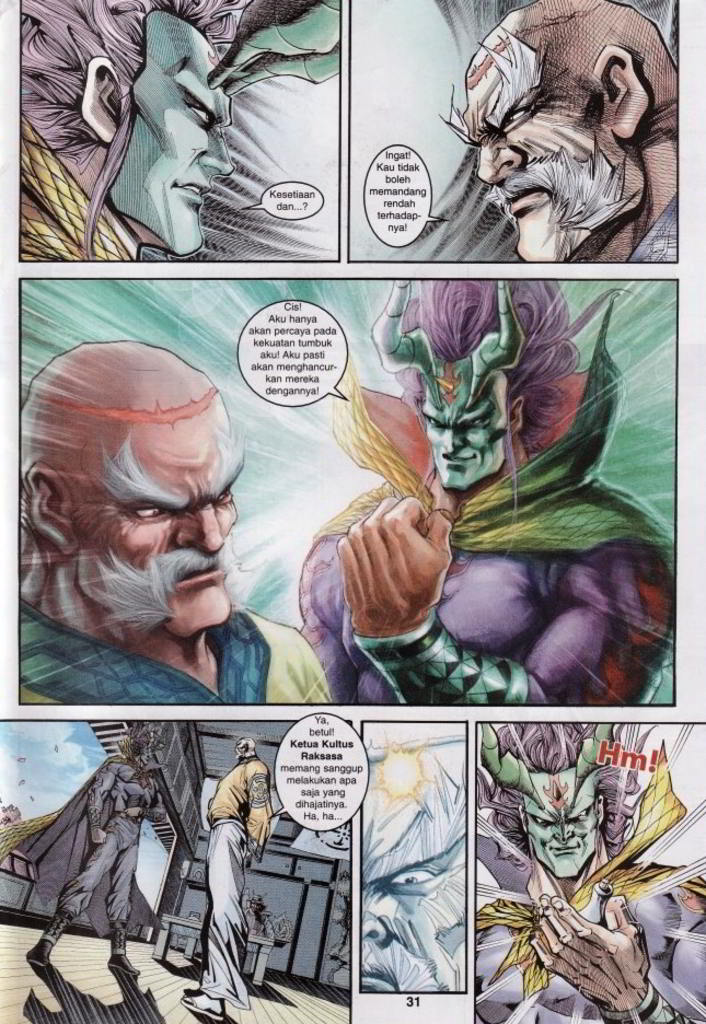 Kesetiaan
dan...?
Ingat!
Kau tidak
boleh
memandang
rendah
terhadap-
nya!
Cis!
Aku hanya
akan percaya pada
kekuatan tumbuk
aku! Aku pasti
akan menghancur-
kan mereka
dengannya!
Ya,
betul!
Ketua Kultus
Raksasa
memang sanggup
melakukan apa
saja yang
dihajatinya.
Ha, ha...
Hm!
31